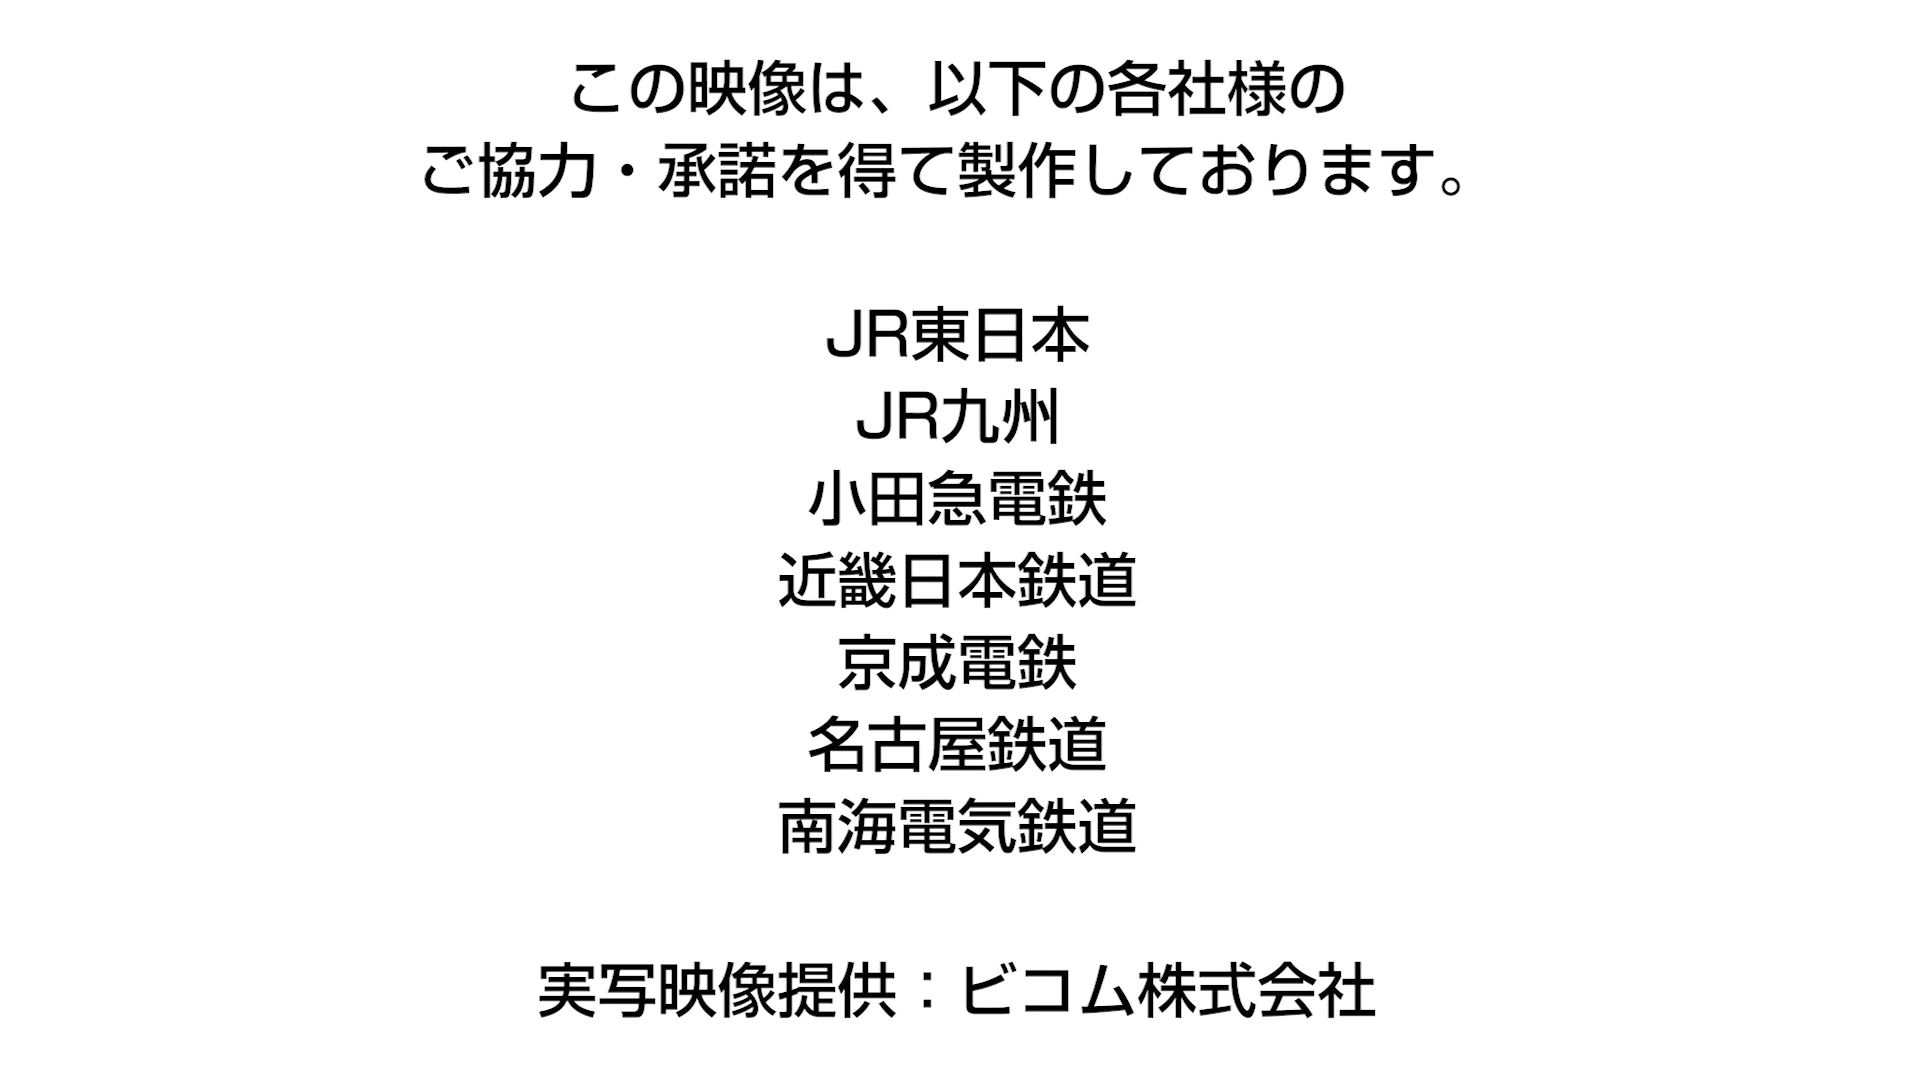 この映像は、以下の各社様の
ご協力・承諾を得て製作しております。
JR東日本
JR九州
小田急電鉄
近畿日本鉄道
京成電鉄
名古屋鉄道
南海電気鉄道
実写映像提供：ビコム株式会社